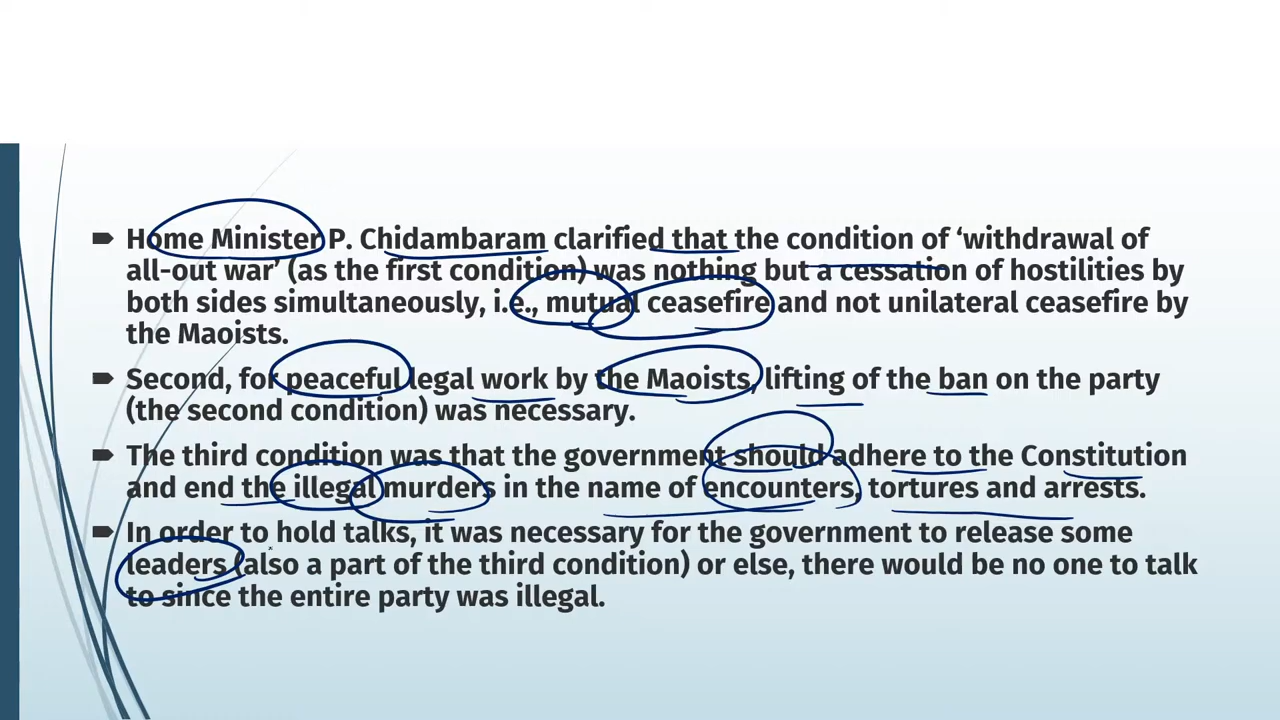 Home Minister P. Chidambaram clarified that the condition of ‘withdrawal of
all-out war’ (as the first condition) was nothing but a cessation of hostilities by
both sides simultaneously, i.e., mutual ceasefire and not unilateral ceasefire by
the Maoists.
Second, for peaceful legal work by the Maoists, lifting of the ban on the party
(the second condition) was necessary.
The third condition was that the government should adhere to the Constitution
and end the illegal murders in the name of encounters, tortures and arrests.
In order to hold talks, it was necessary for the government to release some
leaders (also a part of the third condition) or else, there would be no one to talk
to since the entire party was illegal.